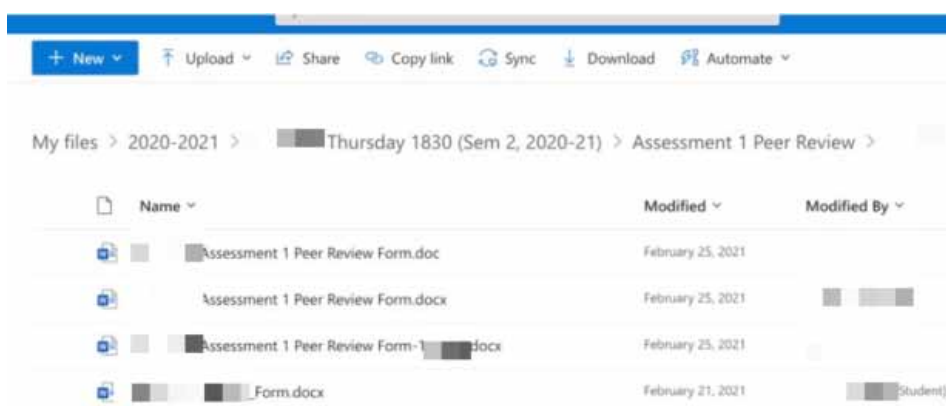 + New Upload Share Copy link Sync Download Automate
My files > 2020-2021 > Thursday 1830 (Sem 2, 2020-21) > Assessment 1 Peer Review >
Name Modified Modified By
Assessment 1 Peer Review Form.doc February 25, 2021
Assessment 1 Peer Review Form.docx February 25, 2021
Assessment 1 Peer Review Form-1 docx February 25, 2021
_Form.docx February 21, 2021 Student